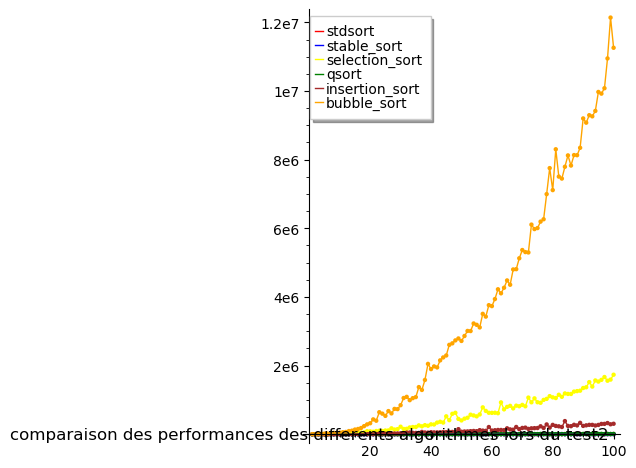 1.2e7
1e7
8e6
6e6
4e6
2e6
stdsort
stable_sort
selection_sort
qsort
insertion_sort
bubble_sort
comparaison des performances des differents algorithmes lors du test2
20
40
60
80
100